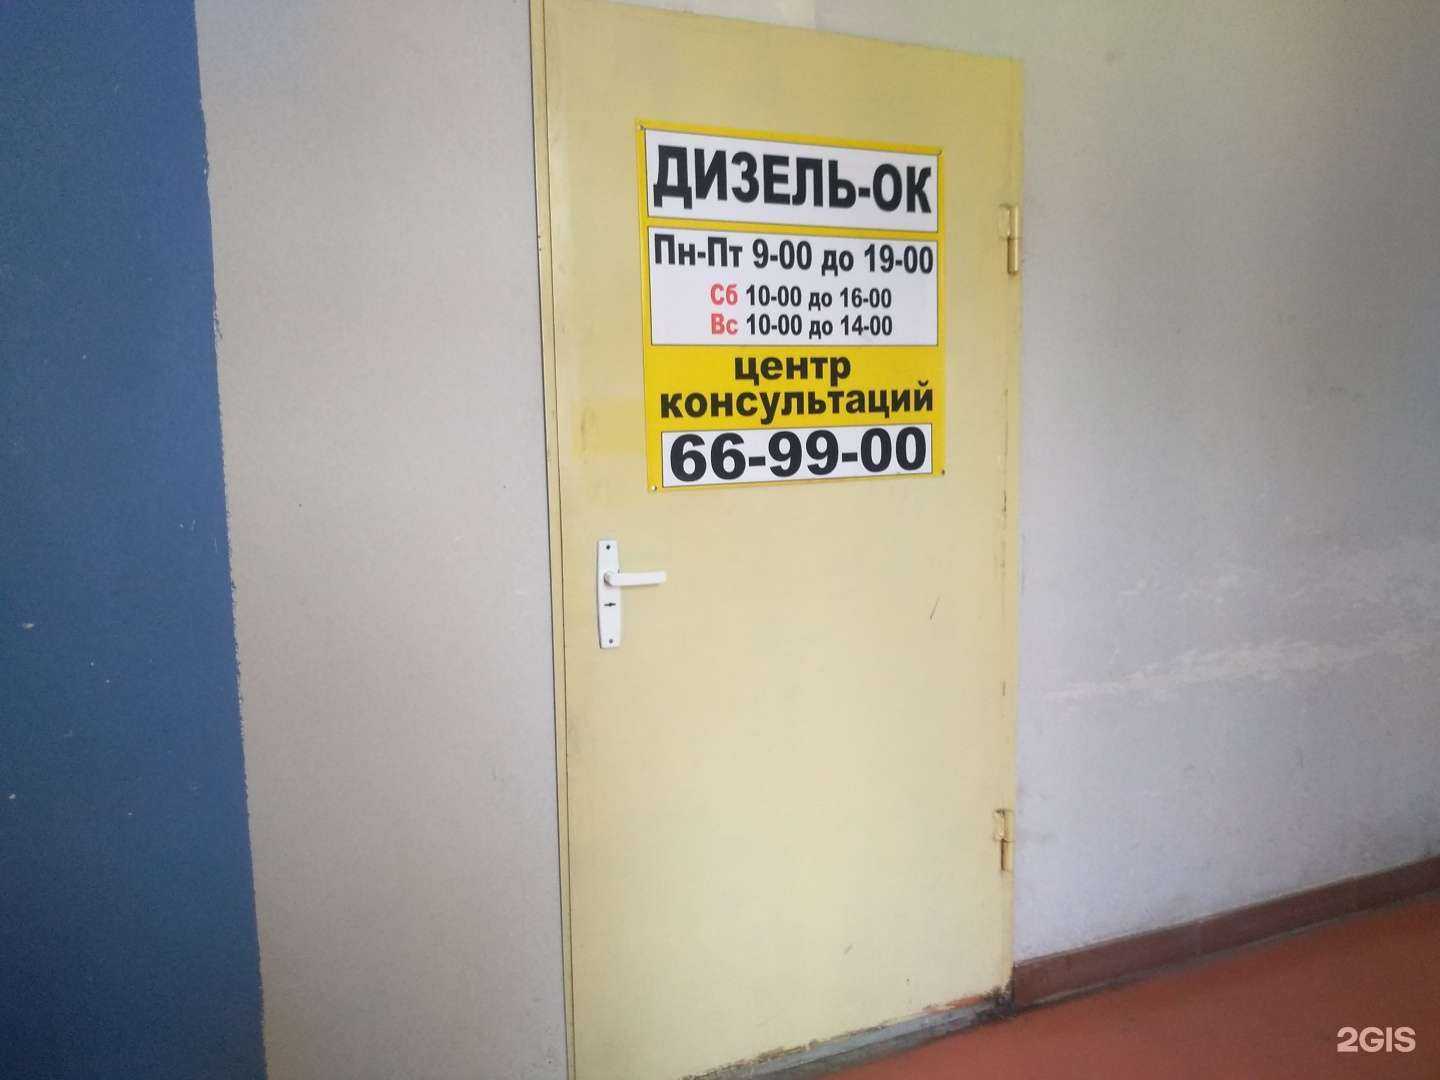 ДИЗЕЛЬ-ОК
Пн-Пт 9-00 до 19-00
Сб 10-00 до 16-00
Вс 10-00 до 14-00
центр
консультаций
66-99-00
2GIS